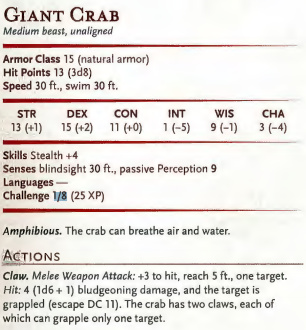 GIANT CRAB
Medium beast, unaligned
Armor Class 15 (natural armor)
Hit Points 13 (3d8)
Speed 30 ft., swim 30 ft.
STR DEX CON INT WIS CHA
13 (+1) 15 (+2) 11 (+0) 1 (−5) 9 (−1) 3 (−4)
Skills Stealth +4
Senses blindsight 30 ft., passive Perception 9
Languages —
Challenge 1/8 (25 XP)
Amphibious. The crab can breathe air and water.
ACTIONS
Claw. Melee Weapon Attack: +3 to hit, reach 5 ft., one target.
Hit: 4 (1d6 + 1) bludgeoning damage, and the target is
grappled (escape DC 11). The crab has two claws, each of
which can grapple only one target.